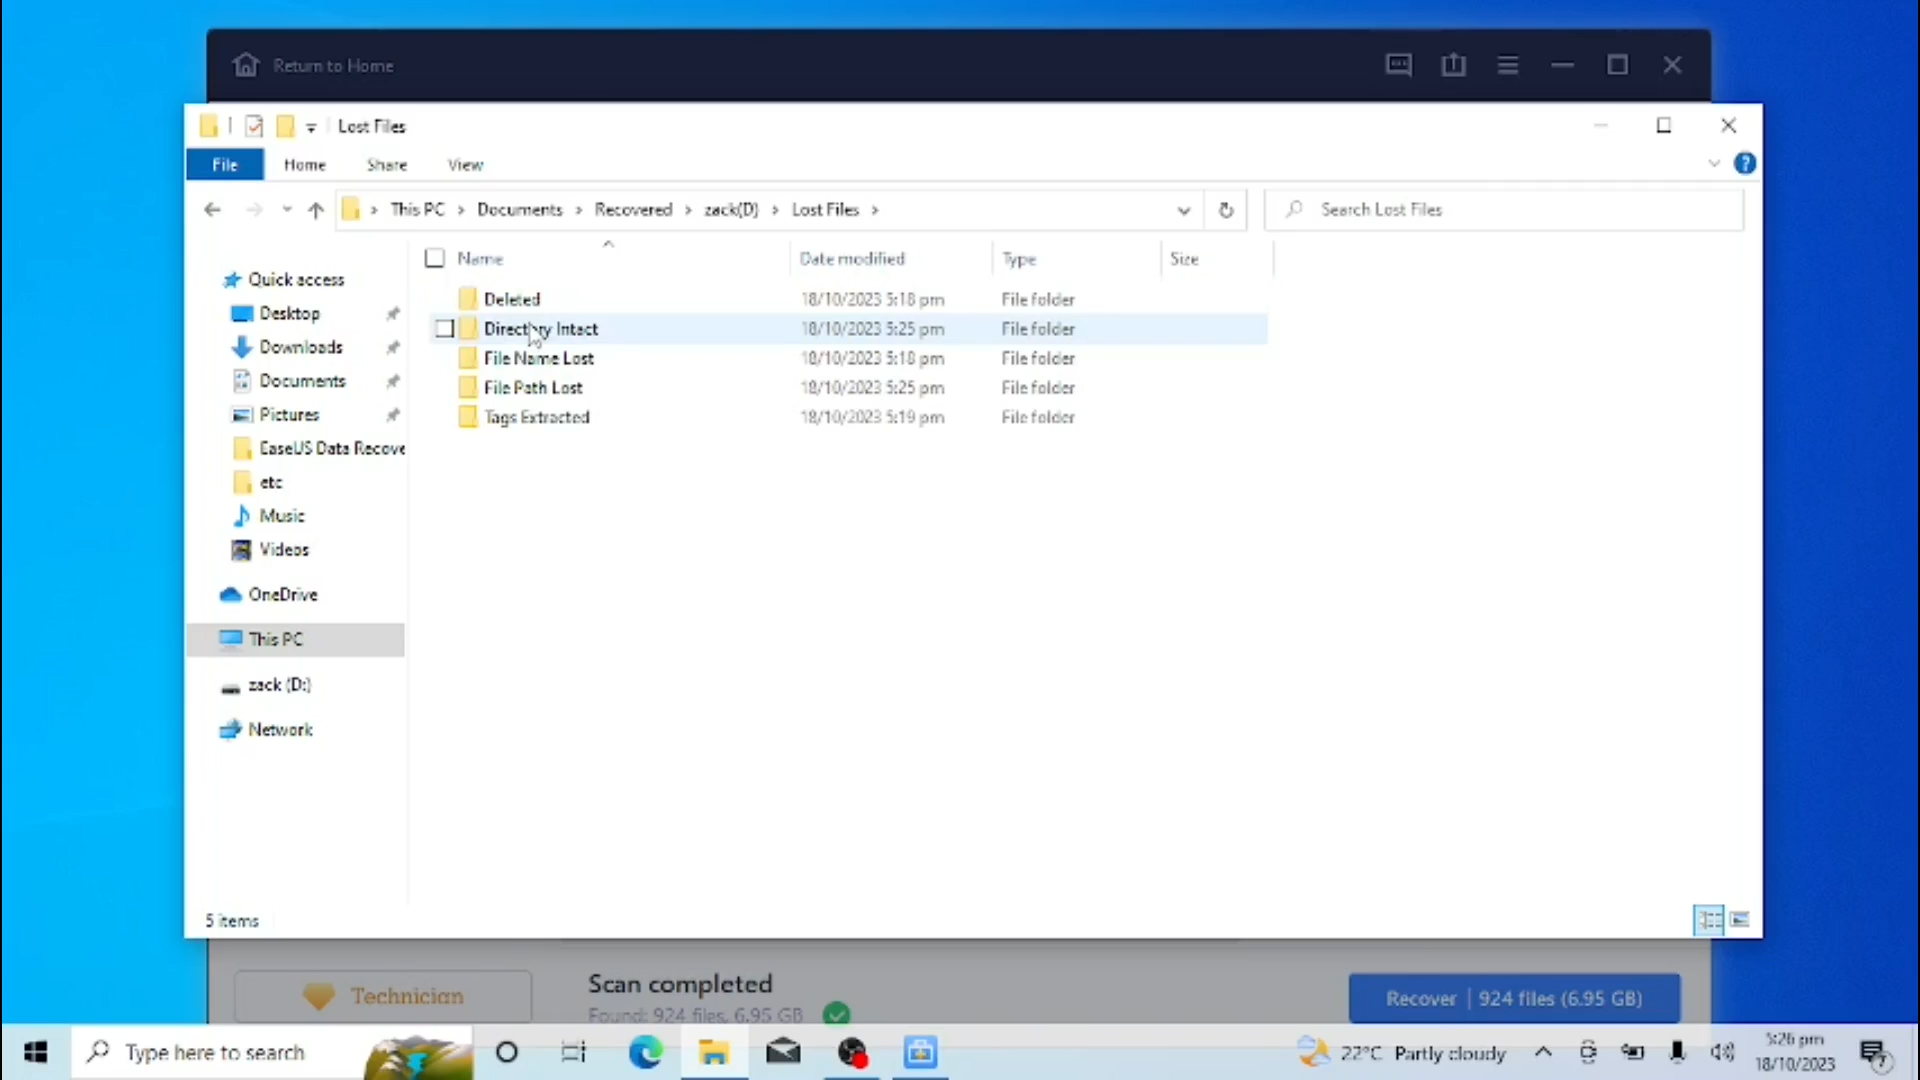 Return to Home
Lost Files
File Home Share View
This PC > Documents > Recovered > zack(D) > Lost Files >
Search Lost Files
Name Date modified Type Size
Quick access
Desktop
Downloads
Documents
Pictures
EaseUS Data Recove
etc
Music
Videos
OneDrive
This PC
zack (D:)
Network
Deleted 18/10/2023 5:18 pm File folder
Directory Intact 18/10/2023 5:25 pm File folder
File Name Lost 18/10/2023 5:18 pm File folder
File Path Lost 18/10/2023 5:25 pm File folder
Tags Extracted 18/10/2023 5:19 pm File folder
5 items
Technician
Scan completed
Found: 924 files, 6.95 GB
Recover | 924 files (6.95 GB)
Type here to search
22°C Partly cloudy
5:26 pm
18/10/2023
7